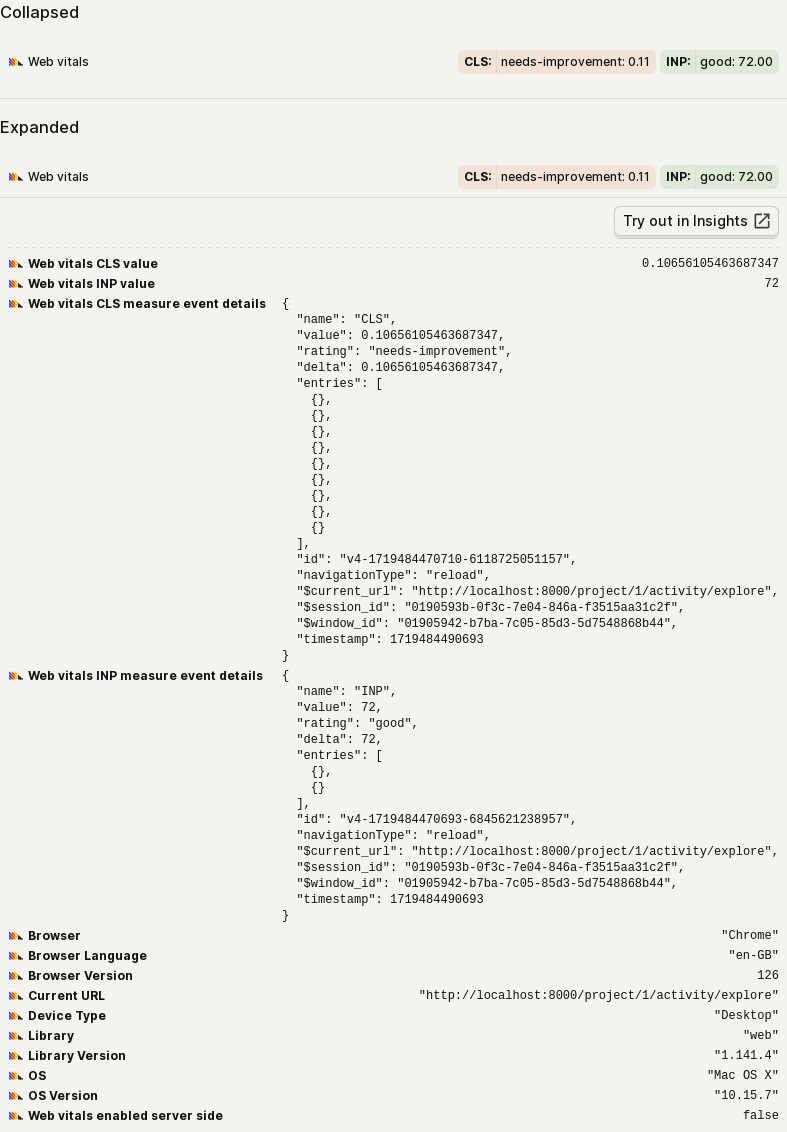 Collapsed
Web vitals CLS: needs-improvement: 0.11 INP: good: 72.00
Expanded
Web vitals CLS: needs-improvement: 0.11 INP: good: 72.00
Try out in Insights
Web vitals CLS value 0.10656105463687347
Web vitals INP value 72
Web vitals CLS measure event details {
"name": "CLS",
"value": 0.10656105463687347,
"rating": "needs-improvement",
"delta": 0.10656105463687347,
"entries": [
{},
{},
{},
{},
{},
{},
{},
{},
{}
],
"id": "v4-1719484470710-6118725051157",
"navigationType": "reload",
"$current_url": "http://localhost:8000/project/1/activity/explore",
"$session_id": "0190593b-0f3c-7e04-846a-f3515aa31c2f",
"$window_id": "01905942-b7ba-7c05-85d3-5d7548868b44",
"timestamp": 1719484490693
}
Web vitals INP measure event details {
"name": "INP",
"value": 72,
"rating": "good",
"delta": 72,
"entries": [
{},
{}
],
"id": "v4-1719484470693-6845621238957",
"navigationType": "reload",
"$current_url": "http://localhost:8000/project/1/activity/explore",
"$session_id": "0190593b-0f3c-7e04-846a-f3515aa31c2f",
"$window_id": "01905942-b7ba-7c05-85d3-5d7548868b44",
"timestamp": 1719484490693
}
Browser "Chrome"
Browser Language "en-GB"
Browser Version 126
Current URL "http://localhost:8000/project/1/activity/explore"
Device Type "Desktop"
Library "web"
Library Version "1.141.4"
OS "Mac OS X"
OS Version "10.15.7"
Web vitals enabled server side false